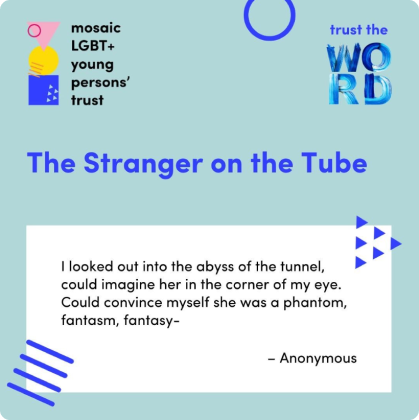 mosaic
LGBT+
young
persons'
trust
trust the
WO
RD
The Stranger on the Tube
I looked out into the abyss of the tunnel,
could imagine her in the corner of my eye.
Could convince myself she was a phantom,
fantasm, fantasy-
– Anonymous